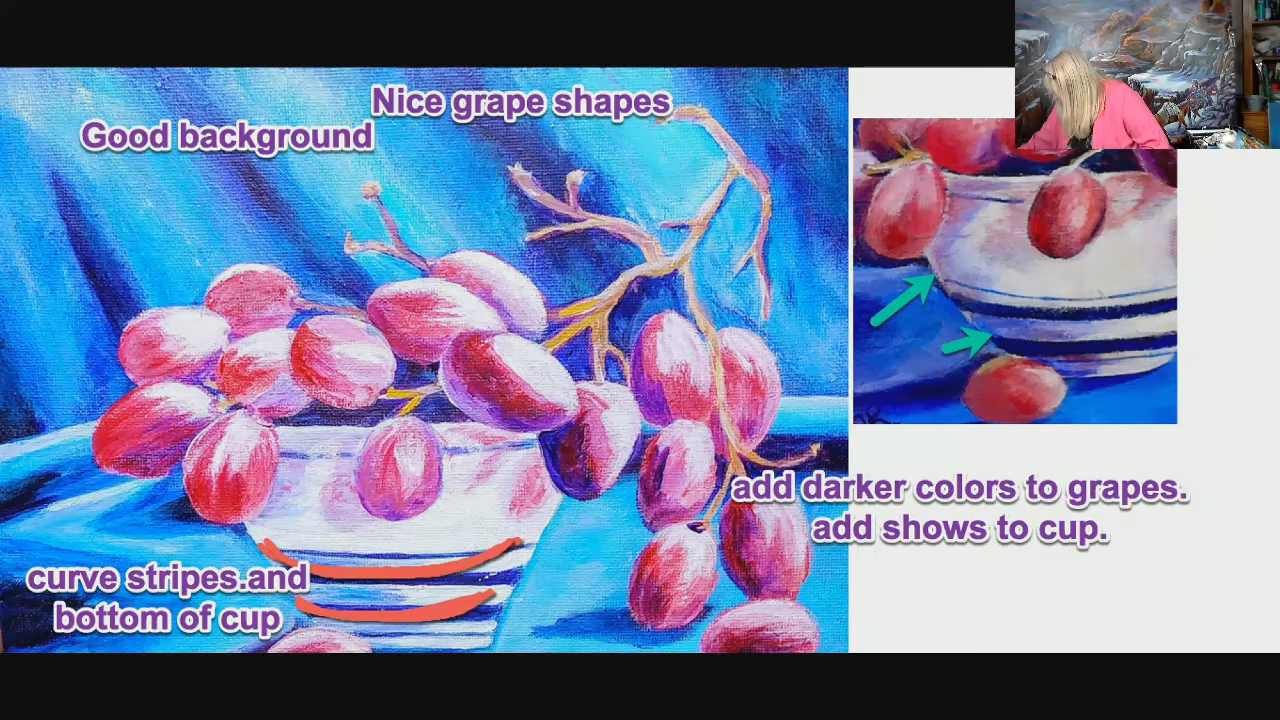 Nice grape shapes
Good background
add darker colors to grapes.
add shows to cup.
curve stripes.and
bottom of cup